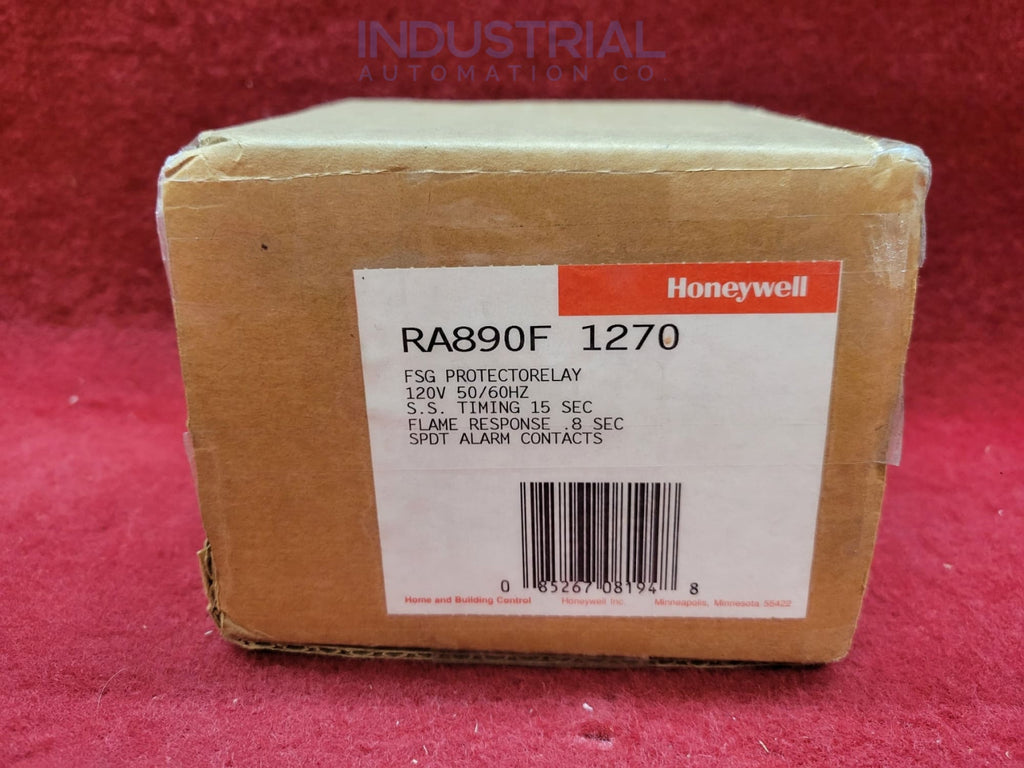 INDUSTRIAL
AUTOMATION CO.
Honeywell
RA890F 1270
FSG PROTECTORELAY
120V 50/60HZ
S.S. TIMING 15 SEC
FLAME RESPONSE .8 SEC
SPDT ALARM CONTACTS
0 85267 08194 8
Home and Building Control Honeywell Inc. Minneapolis, Minnesota 55422